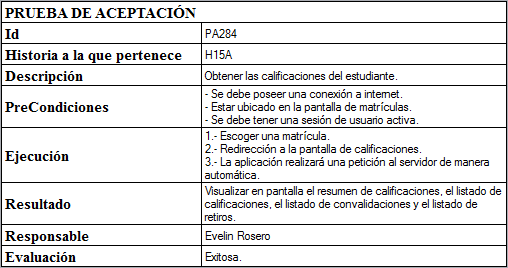 PRUEBA DE ACEPTACIÓN
Id PA284
Historia a la que pertenece H15A
Descripción Obtener las calificaciones del estudiante.
PreCondiciones - Se debe poseer una conexión a internet.
- Estar ubicado en la pantalla de matrículas.
- Se debe tener una sesión de usuario activa.
Ejecución 1.- Escoger una matrícula.
2.- Redirección a la pantalla de calificaciones.
3.- La aplicación realizará una petición al servidor de manera
automática.
Resultado Visualizar en pantalla el resumen de calificaciones, el listado de
calificaciones, el listado de convalidaciones y el listado de
retiros.
Responsable Evelin Rosero
Evaluación Exitosa.